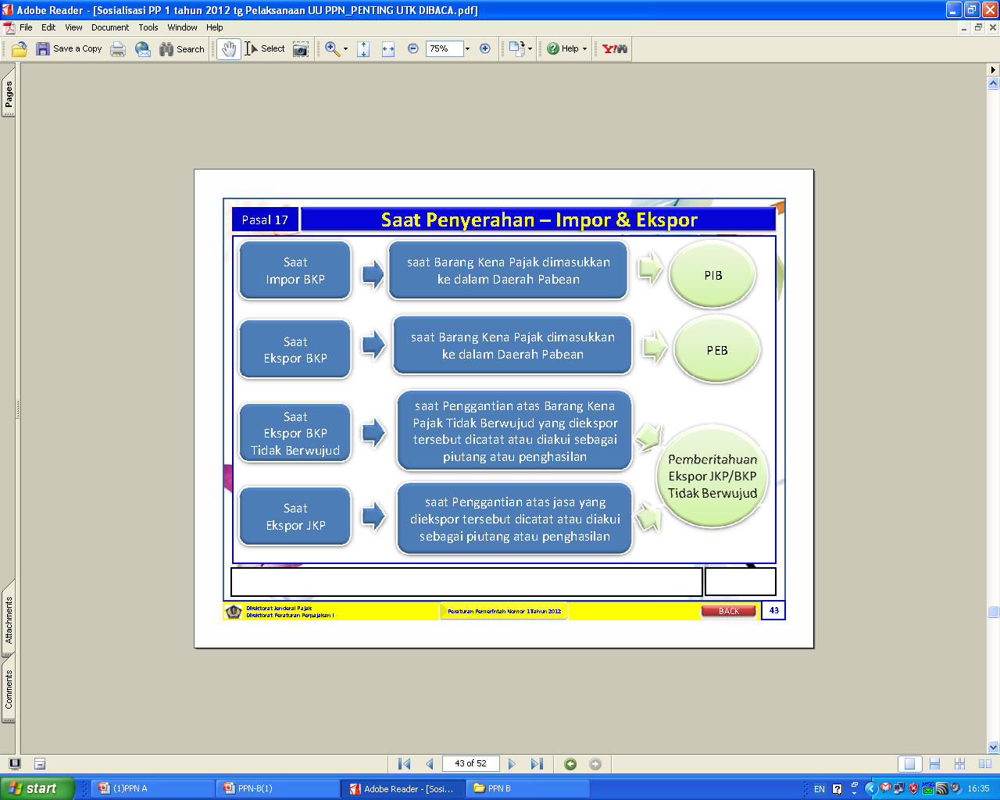 Adobe Reader - [Sosialisasi PP 1 tahun 2012 tg Pelaksanaan UU PPN_PENTING UTK DIBACA.pdf]
File Edit View Document Tools Window Help
Save a Copy Search Select 75% Help Y!
Pages
Pasal 17
Saat Penyerahan – Impor & Ekspor
Saat
Impor BKP
saat Barang Kena Pajak dimasukkan
ke dalam Daerah Pabean
PIB
Saat
Ekspor BKP
saat Barang Kena Pajak dimasukkan
ke dalam Daerah Pabean
PEB
Saat
Ekspor BKP
Tidak Berwujud
saat Penggantian atas Barang Kena
Pajak Tidak Berwujud yang diekspor
tersebut dicatat atau diakui sebagai
piutang atau penghasilan
Pemberitahuan
Ekspor JKP/BKP
Tidak Berwujud
Saat
Ekspor JKP
saat Penggantian atas jasa yang
diekspor tersebut dicatat atau diakui
sebagai piutang atau penghasilan
Direktorat Jenderal Pajak
Direktorat Peraturan Perpajakan I
Peraturan Pemerintah Nomor 1 Tahun 2012
BACK
43
Attachments
Comments
43 of 52
start
(1)PPN A
PPN-B(1)
Adobe Reader - [Sosi...
PPN B
EN
MSG
16:35